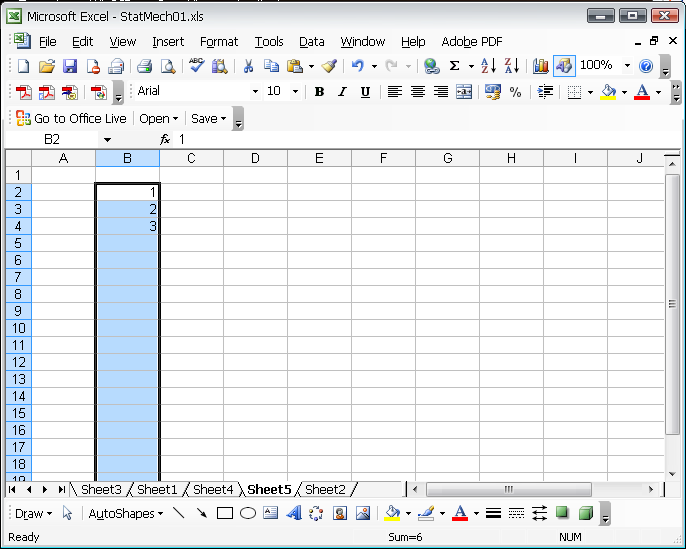 Microsoft Excel - StatMech01.xls
File Edit View Insert Format Tools Data Window Help Adobe PDF
Σ A Z Z A 100%
Arial 10 B I U %  A
Go to Office Live Open Save
B2 fx 1
A B C D E F G H I J
1
2 1
3 2
4 3
5
6
7
8
9
10
11
12
13
14
15
16
17
18
19
Sheet3 Sheet1 Sheet4 Sheet5 Sheet2
Draw AutoShapes A A
Ready Sum=6 NUM